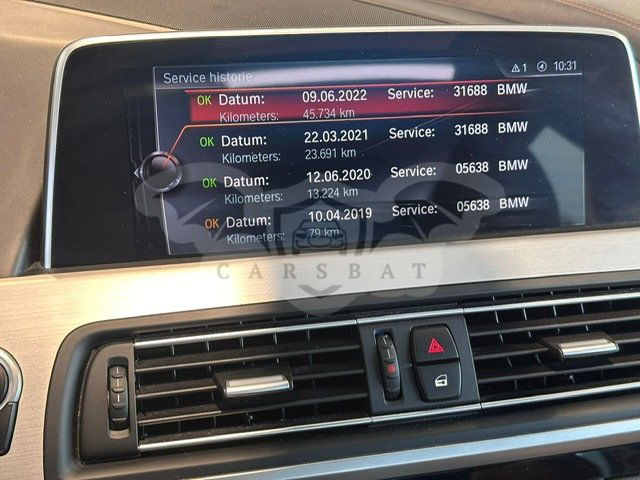 1 10:31
Service historie
OK Datum: 09.06.2022 Service: 31688 BMW
Kilometers: 45.734 km
OK Datum: 22.03.2021 Service: 31688 BMW
Kilometers: 23.691 km
OK Datum: 12.06.2020 Service: 05638 BMW
Kilometers: 13.224 km
OK Datum: 10.04.2019 Service: 05638 BMW
Kilometers: 79 km
CARSBAT